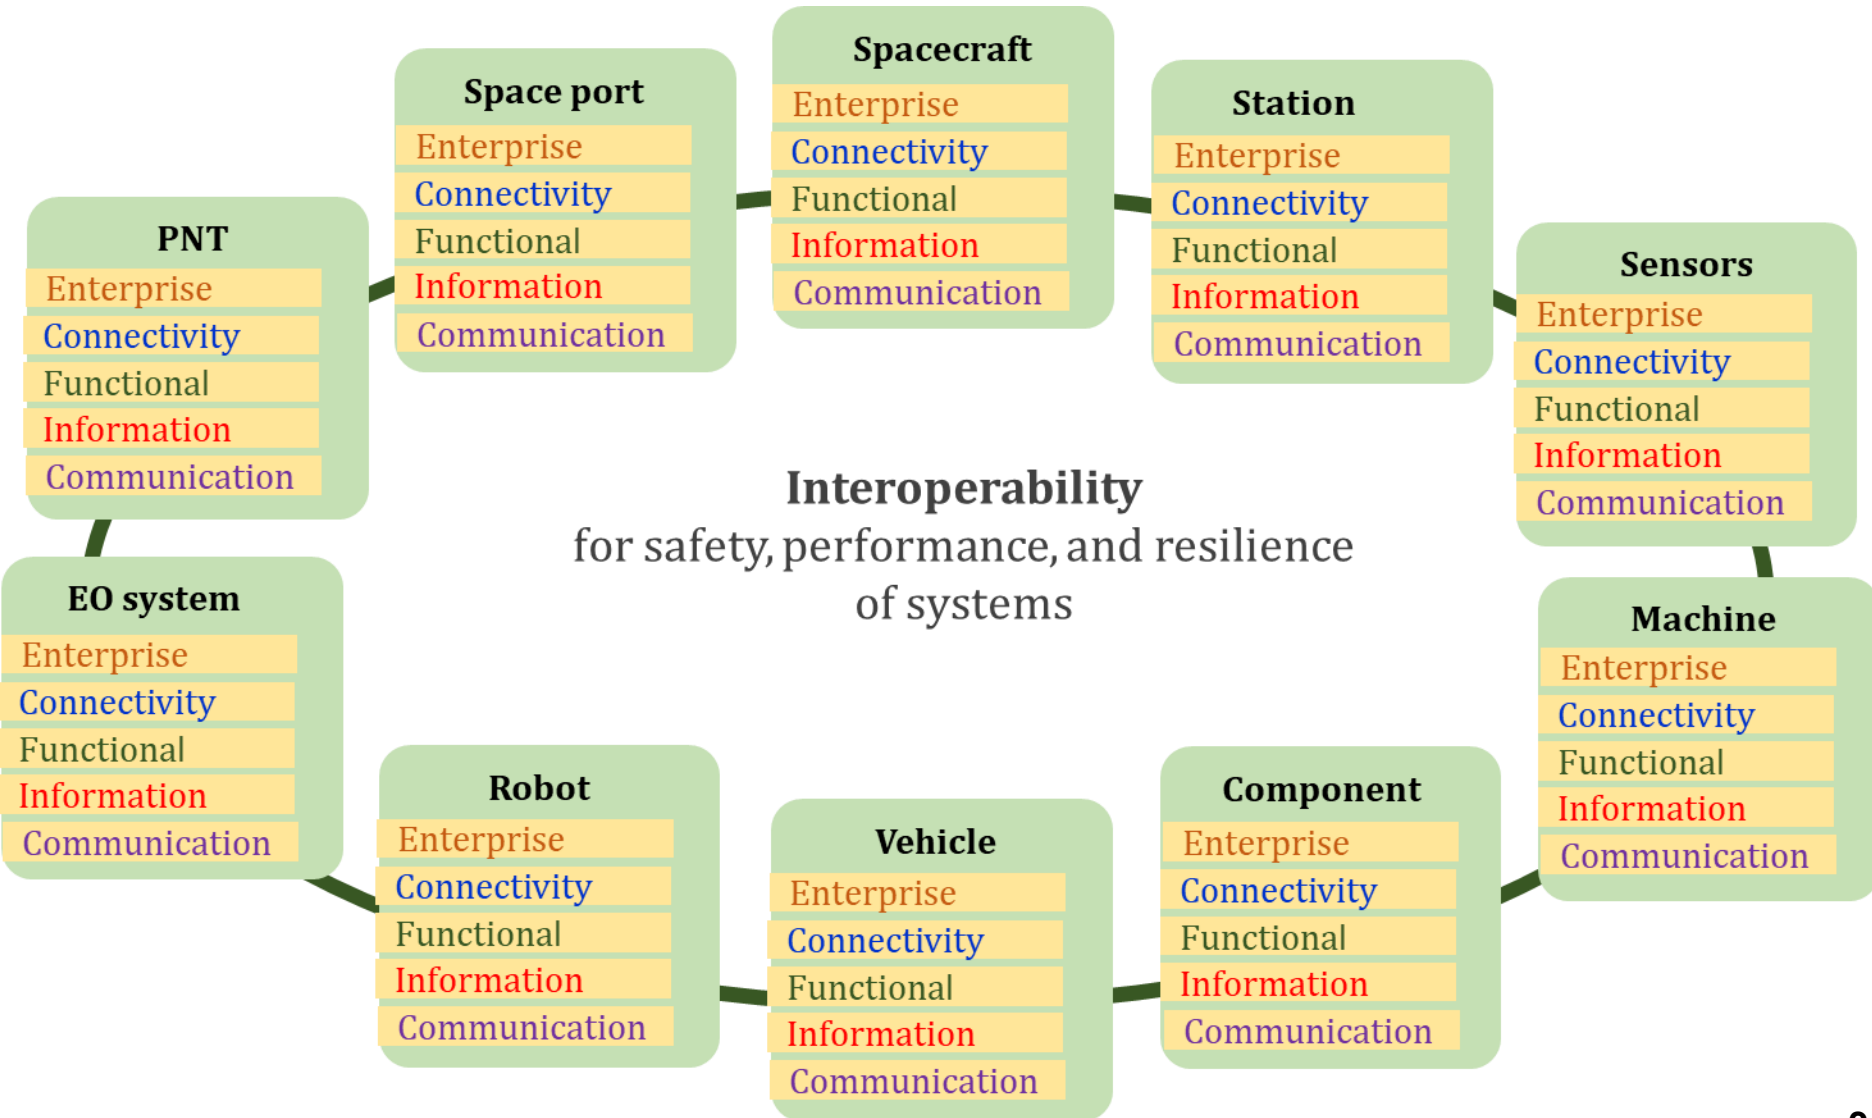 Spacecraft
Enterprise
Connectivity
Functional
Information
Communication
Space port
Enterprise
Connectivity
Functional
Information
Communication
Station
Enterprise
Connectivity
Functional
Information
Communication
PNT
Enterprise
Connectivity
Functional
Information
Communication
Sensors
Enterprise
Connectivity
Functional
Information
Communication
Interoperability
for safety, performance, and resilience
of systems
EO system
Enterprise
Connectivity
Functional
Information
Communication
Machine
Enterprise
Connectivity
Functional
Information
Communication
Robot
Enterprise
Connectivity
Functional
Information
Communication
Vehicle
Enterprise
Connectivity
Functional
Information
Communication
Component
Enterprise
Connectivity
Functional
Information
Communication